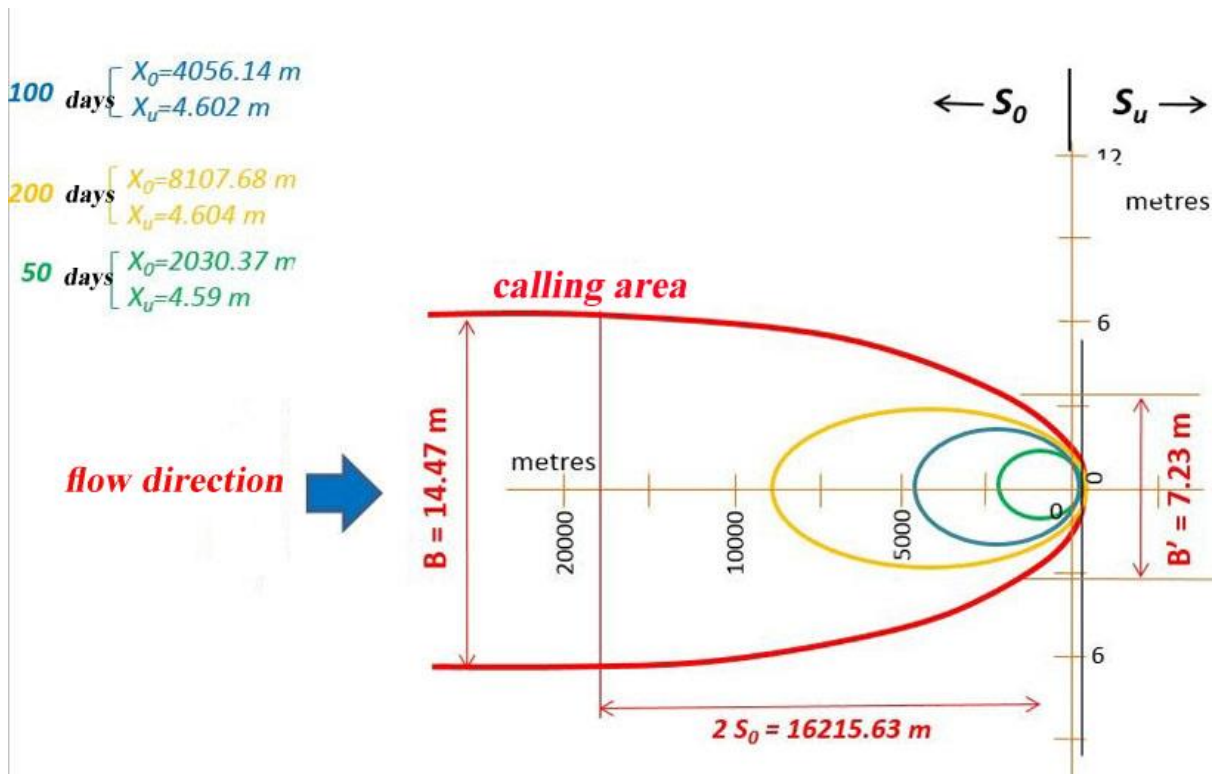 100 days X₀=4056.14 m
Xᵤ=4.602 m
200 days X₀=8107.68 m
Xᵤ=4.604 m
50 days X₀=2030.37 m
Xᵤ=4.59 m
← S₀
Sᵤ →
12
metres
calling area
6
metres
flow direction
B = 14.47 m
20000
10000
5000
0
0
B' = 7.23 m
6
2 S₀ = 16215.63 m